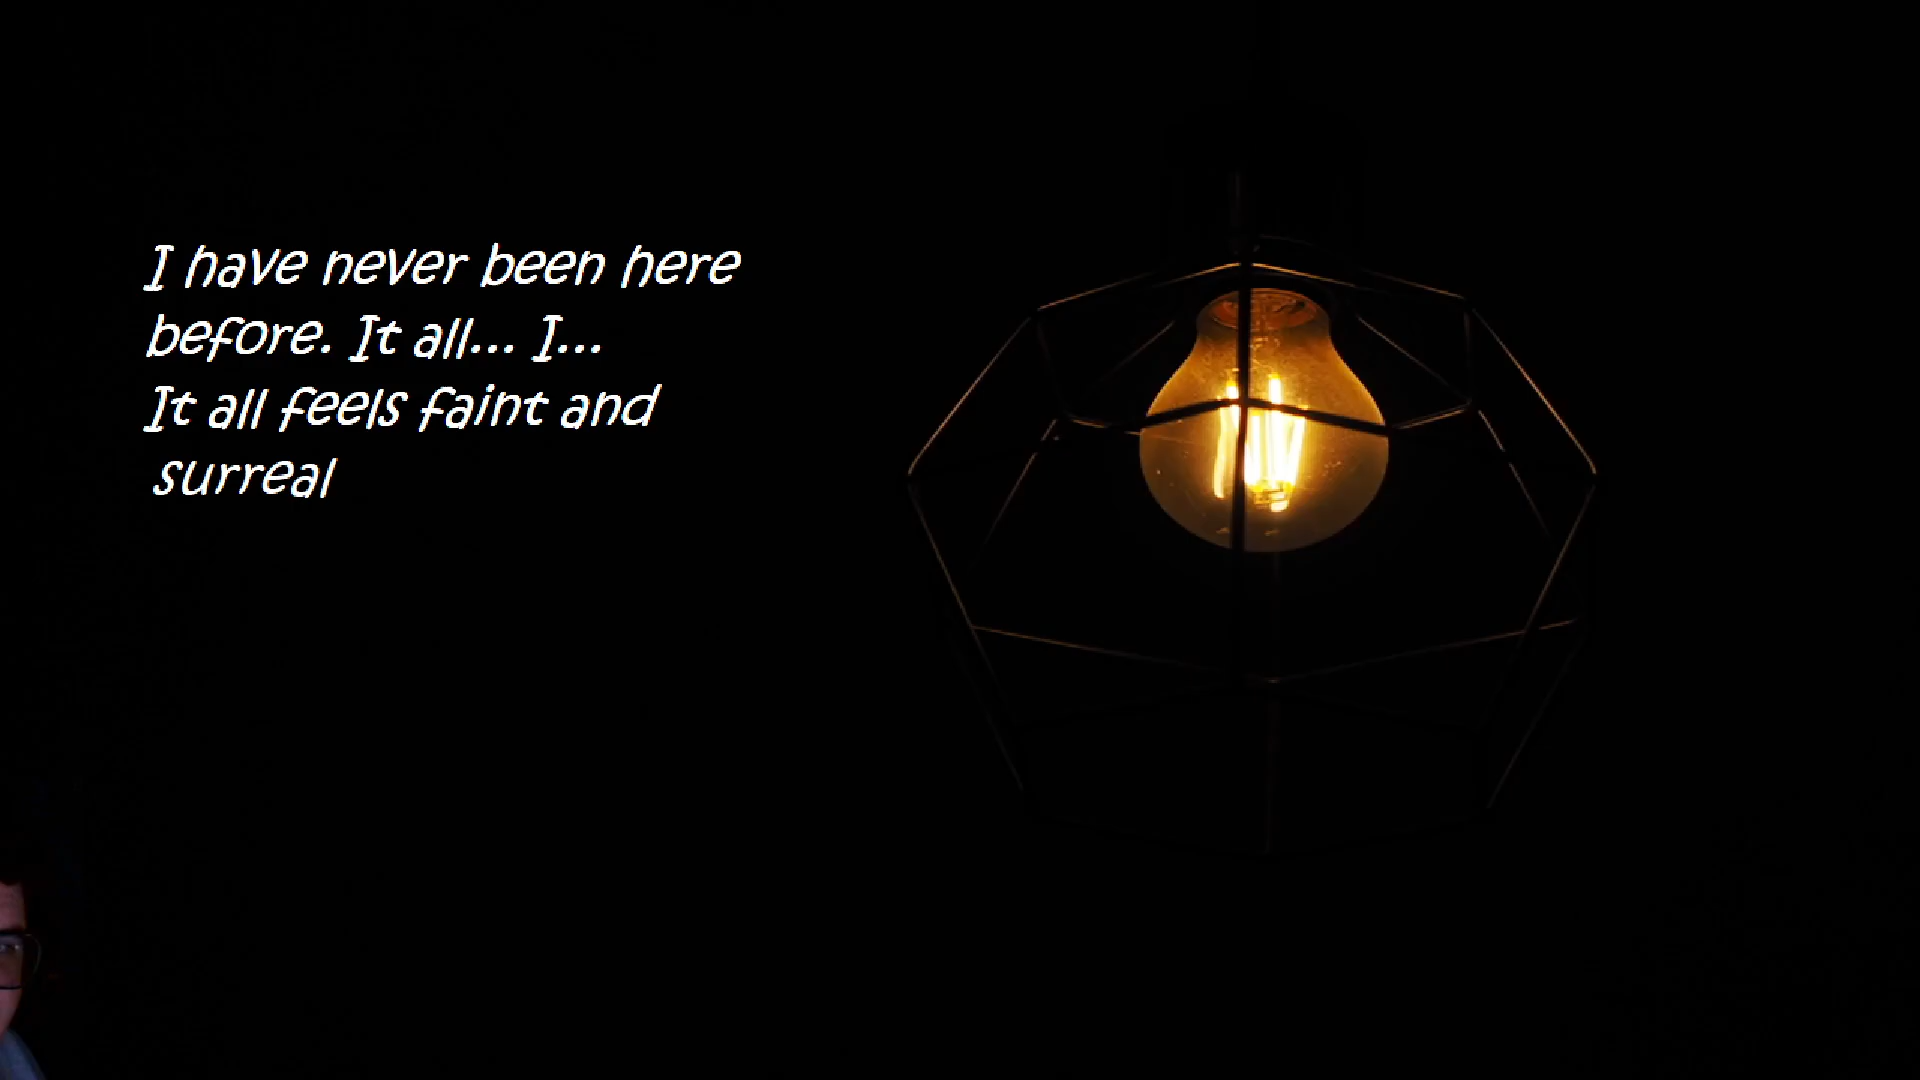 I have never been here
before. It all... I...
It all feels faint and
surreal